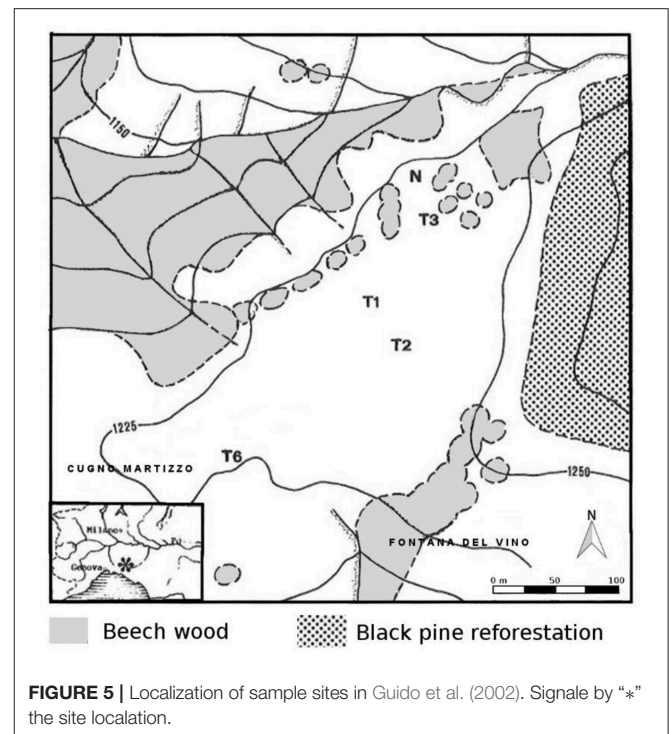 1150
N
T3
T1
T2
1225
T6
CUGNO MARTIZZO
1250
FONTANA DEL VINO
N
0 m 50 100
Milano
Genova
Po
*
Beech wood
Black pine reforestation
FIGURE 5 | Localization of sample sites in Guido et al. (2002). Signale by “*”
the site localation.